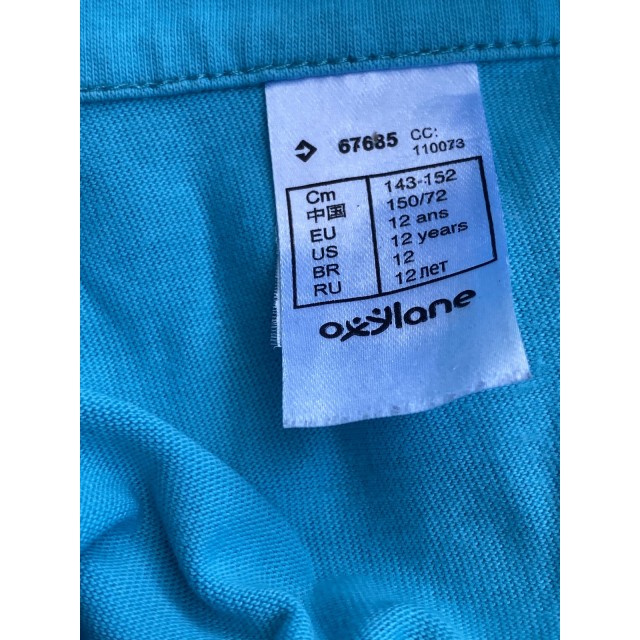 67685 CC: 110073
Cm 143-152
中国 150/72
EU 12 ans
US 12 years
BR 12
RU 12 лет
oxylane